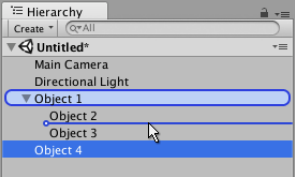 Hierarchy
Create All
Untitled*
Main Camera
Directional Light
Object 1
Object 2
Object 3
Object 4